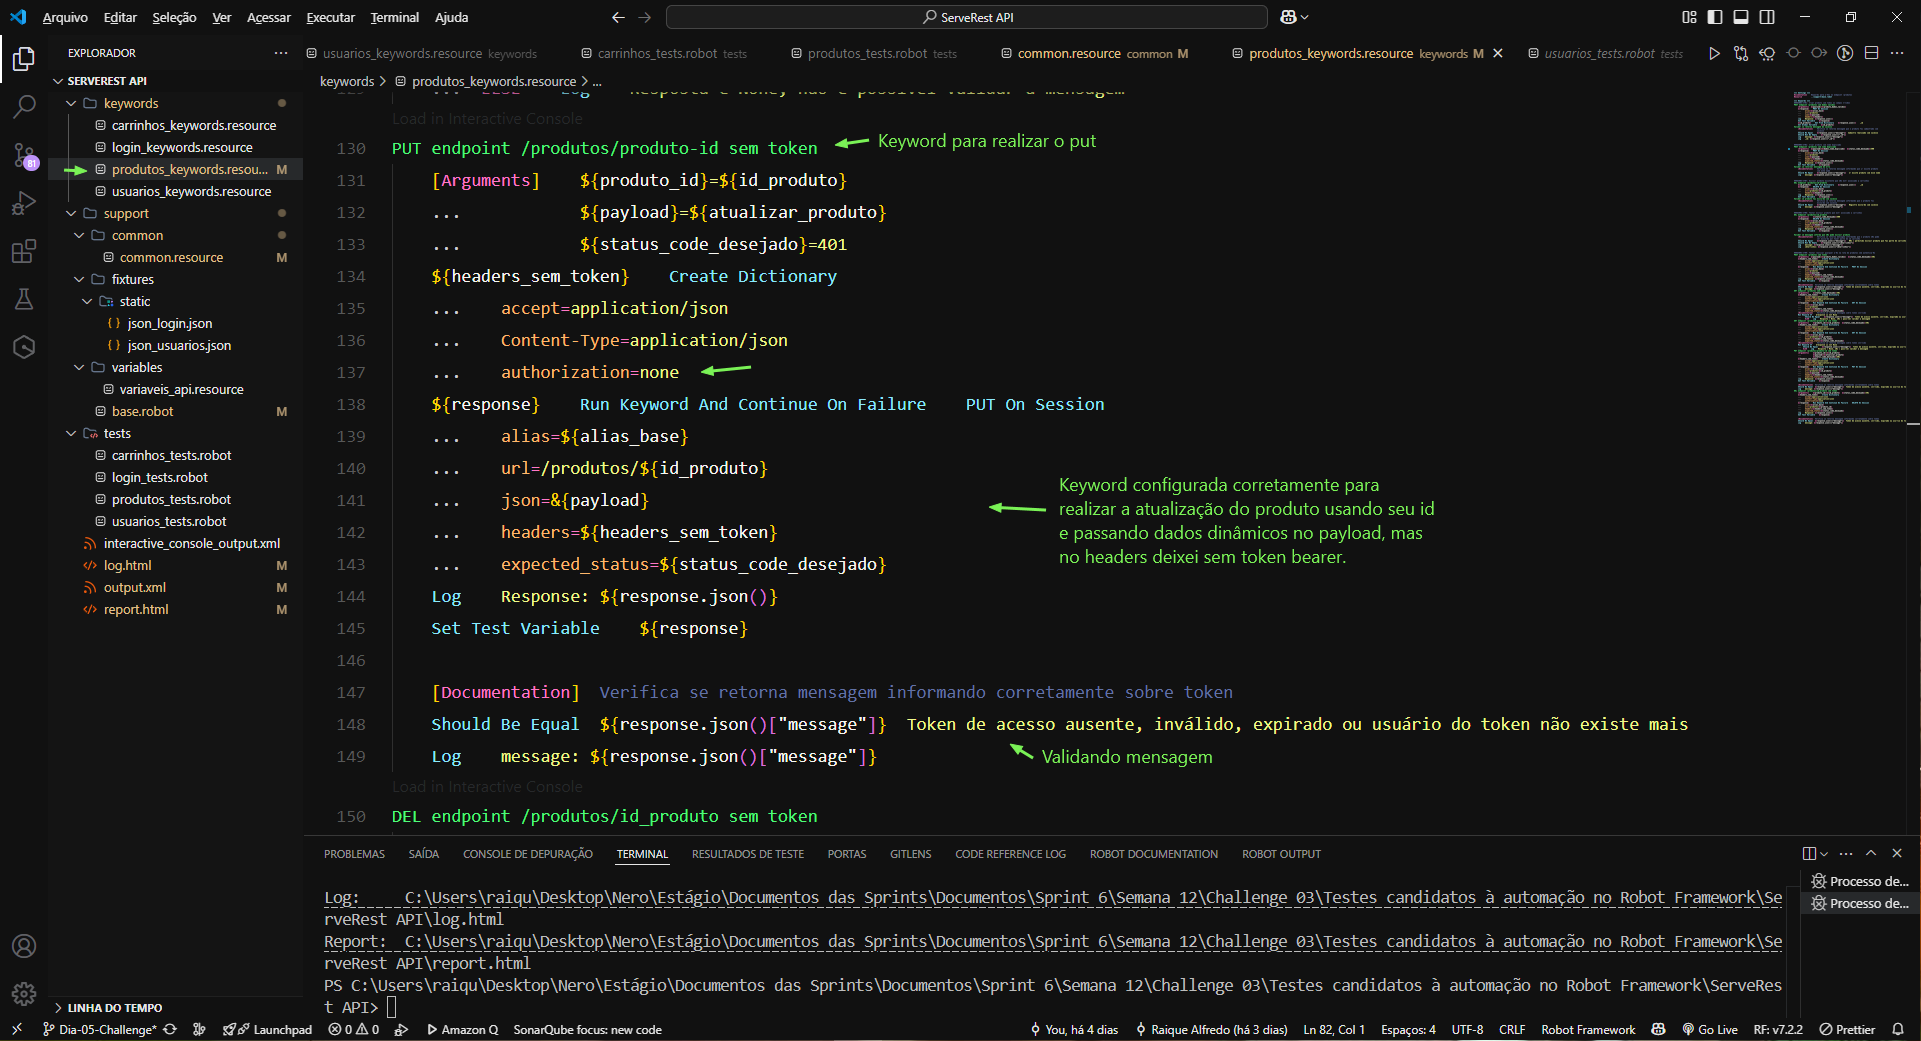 Arquivo Editar Seleção Ver Acessar Executar Terminal Ajuda
ServeRest API
EXPLORADOR
SERVEREST API
keywords
carrinhos_keywords.resource
login_keywords.resource
produtos_keywords.resou... M
usuarios_keywords.resource
support
common
common.resource M
fixtures
static
json_login.json
json_usuarios.json
variables
variaveis_api.resource
base.robot M
tests
carrinhos_tests.robot
login_tests.robot
produtos_tests.robot
usuarios_tests.robot
interactive_console_output.xml
log.html M
output.xml M
report.html M
LINHA DO TEMPO
81
usuarios_keywords.resource keywords
carrinhos_tests.robot tests
produtos_tests.robot tests
common.resource common M
produtos_keywords.resource keywords M
usuarios_tests.robot tests
keywords > produtos_keywords.resource > ...
Load in Interactive Console
130 PUT endpoint /produtos/produto-id sem token
Keyword para realizar o put
131 [Arguments] ${produto_id}=${id_produto}
132 ... ${payload}=${atualizar_produto}
133 ... ${status_code_desejado}=401
134 ${headers_sem_token} Create Dictionary
135 ... accept=application/json
136 ... Content-Type=application/json
137 ... authorization=none
138 ${response} Run Keyword And Continue On Failure PUT On Session
139 ... alias=${alias_base}
140 ... url=/produtos/${id_produto}
141 ... json=&{payload}
142 ... headers=${headers_sem_token}
143 ... expected_status=${status_code_desejado}
Keyword configurada corretamente para
realizar a atualização do produto usando seu id
e passando dados dinâmicos no payload, mas
no headers deixei sem token bearer.
144 Log Response: ${response.json()}
145 Set Test Variable ${response}
146
147 [Documentation] Verifica se retorna mensagem informando corretamente sobre token
148 Should Be Equal ${response.json()["message"]} Token de acesso ausente, inválido, expirado ou usuário do token não existe mais
149 Log message: ${response.json()["message"]}
Validando mensagem
Load in Interactive Console
150 DEL endpoint /produtos/id_produto sem token
PROBLEMAS SAÍDA CONSOLE DE DEPURAÇÃO TERMINAL RESULTADOS DE TESTE PORTAS GITLENS CODE REFERENCE LOG ROBOT DOCUMENTATION ROBOT OUTPUT
Log: C:\Users\raiqu\Desktop\Nero\Estágio\Documentos das Sprints\Documentos\Sprint 6\Semana 12\Challenge 03\Testes candidatos à automação no Robot Framework\Se
rveRest API\log.html
Report: C:\Users\raiqu\Desktop\Nero\Estágio\Documentos das Sprints\Documentos\Sprint 6\Semana 12\Challenge 03\Testes candidatos à automação no Robot Framework\Se
rveRest API\report.html
PS C:\Users\raiqu\Desktop\Nero\Estágio\Documentos das Sprints\Documentos\Sprint 6\Semana 12\Challenge 03\Testes candidatos à automação no Robot Framework\ServeRes
t API>
Processo de...
Processo de...
Dia-05-Challenge* Launchpad 0 0 Amazon Q SonarQube focus: new code You, há 4 dias Raique Alfredo (há 3 dias) Ln 82, Col 1 Espaços: 4 UTF-8 CRLF Robot Framework Go Live RF: v7.2.2 Prettier